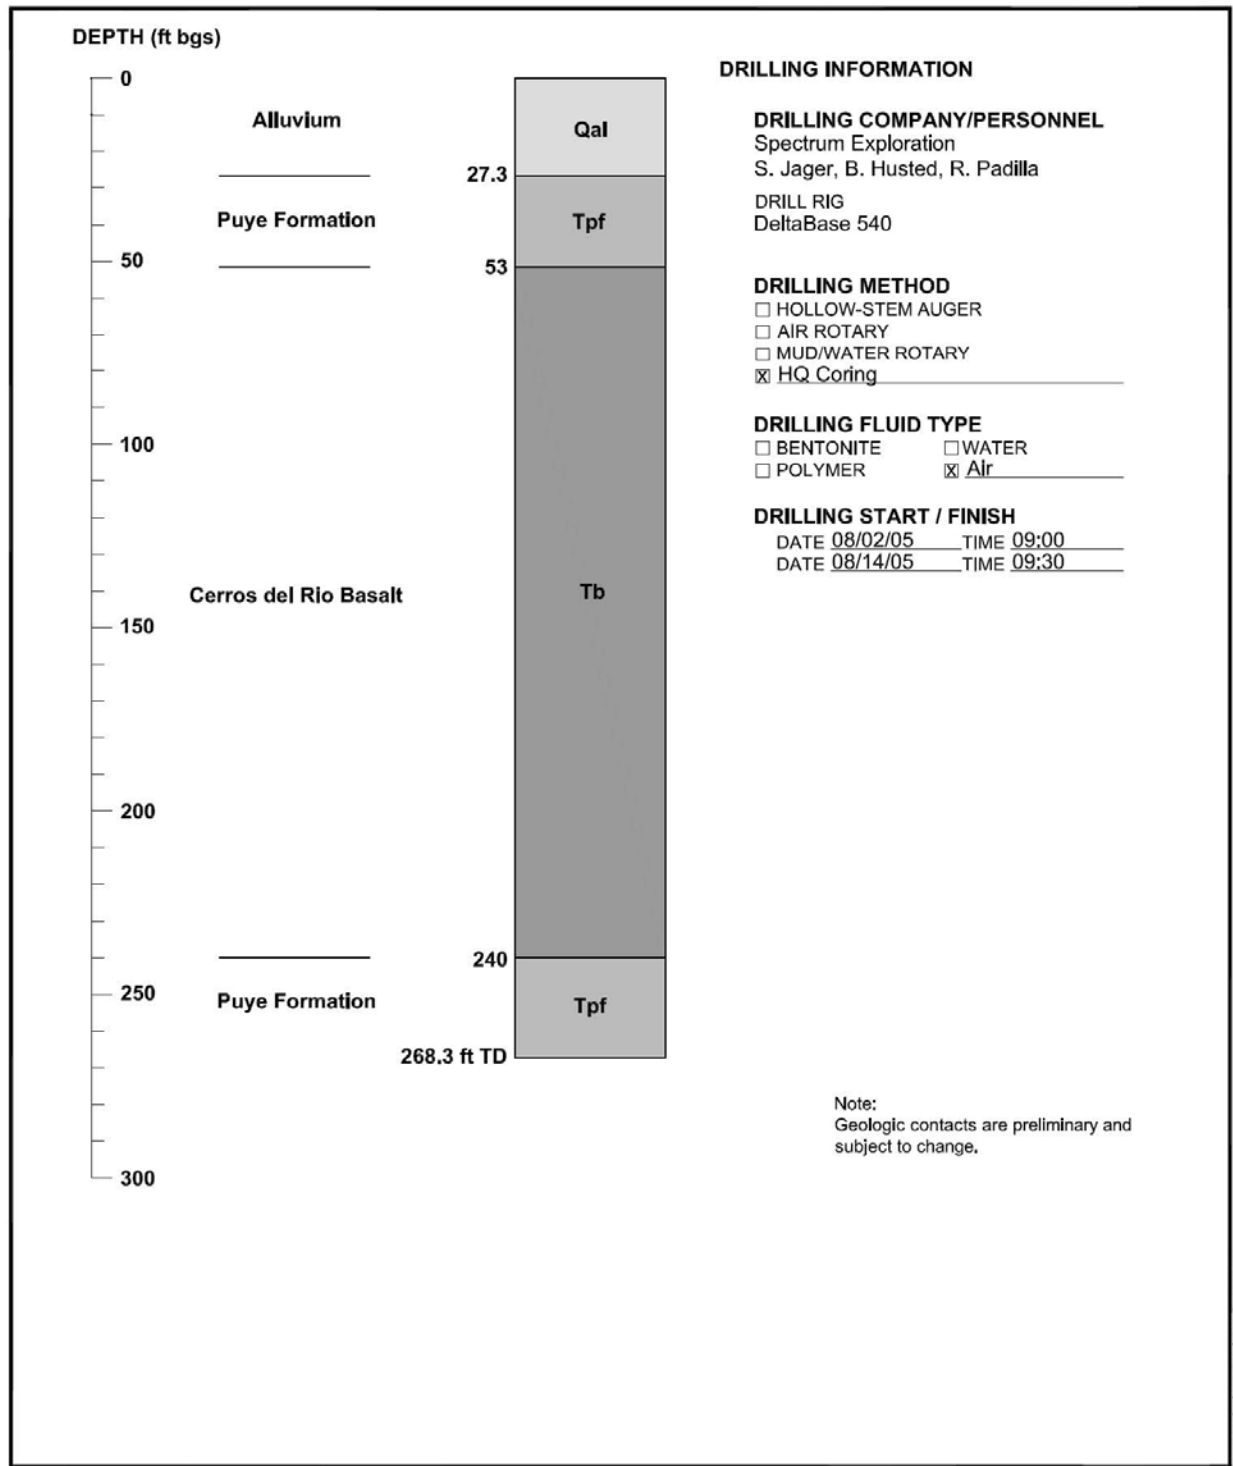 DEPTH (ft bgs)
0
Alluvium
Qal
27.3
Puye Formation
Tpf
50
53
100
Cerros del Rio Basalt
Tb
150
200
240
250
Puye Formation
Tpf
268.3 ft TD
300
DRILLING INFORMATION
DRILLING COMPANY/PERSONNEL
Spectrum Exploration
S. Jager, B. Husted, R. Padilla
DRILL RIG
DeltaBase 540
DRILLING METHOD
☐ HOLLOW-STEM AUGER
☐ AIR ROTARY
☐ MUD/WATER ROTARY
☒ HQ Coring
DRILLING FLUID TYPE
☐ BENTONITE ☐ WATER
☐ POLYMER ☒ Air
DRILLING START / FINISH
DATE 08/02/05 TIME 09:00
DATE 08/14/05 TIME 09:30
Note:
Geologic contacts are preliminary and
subject to change.